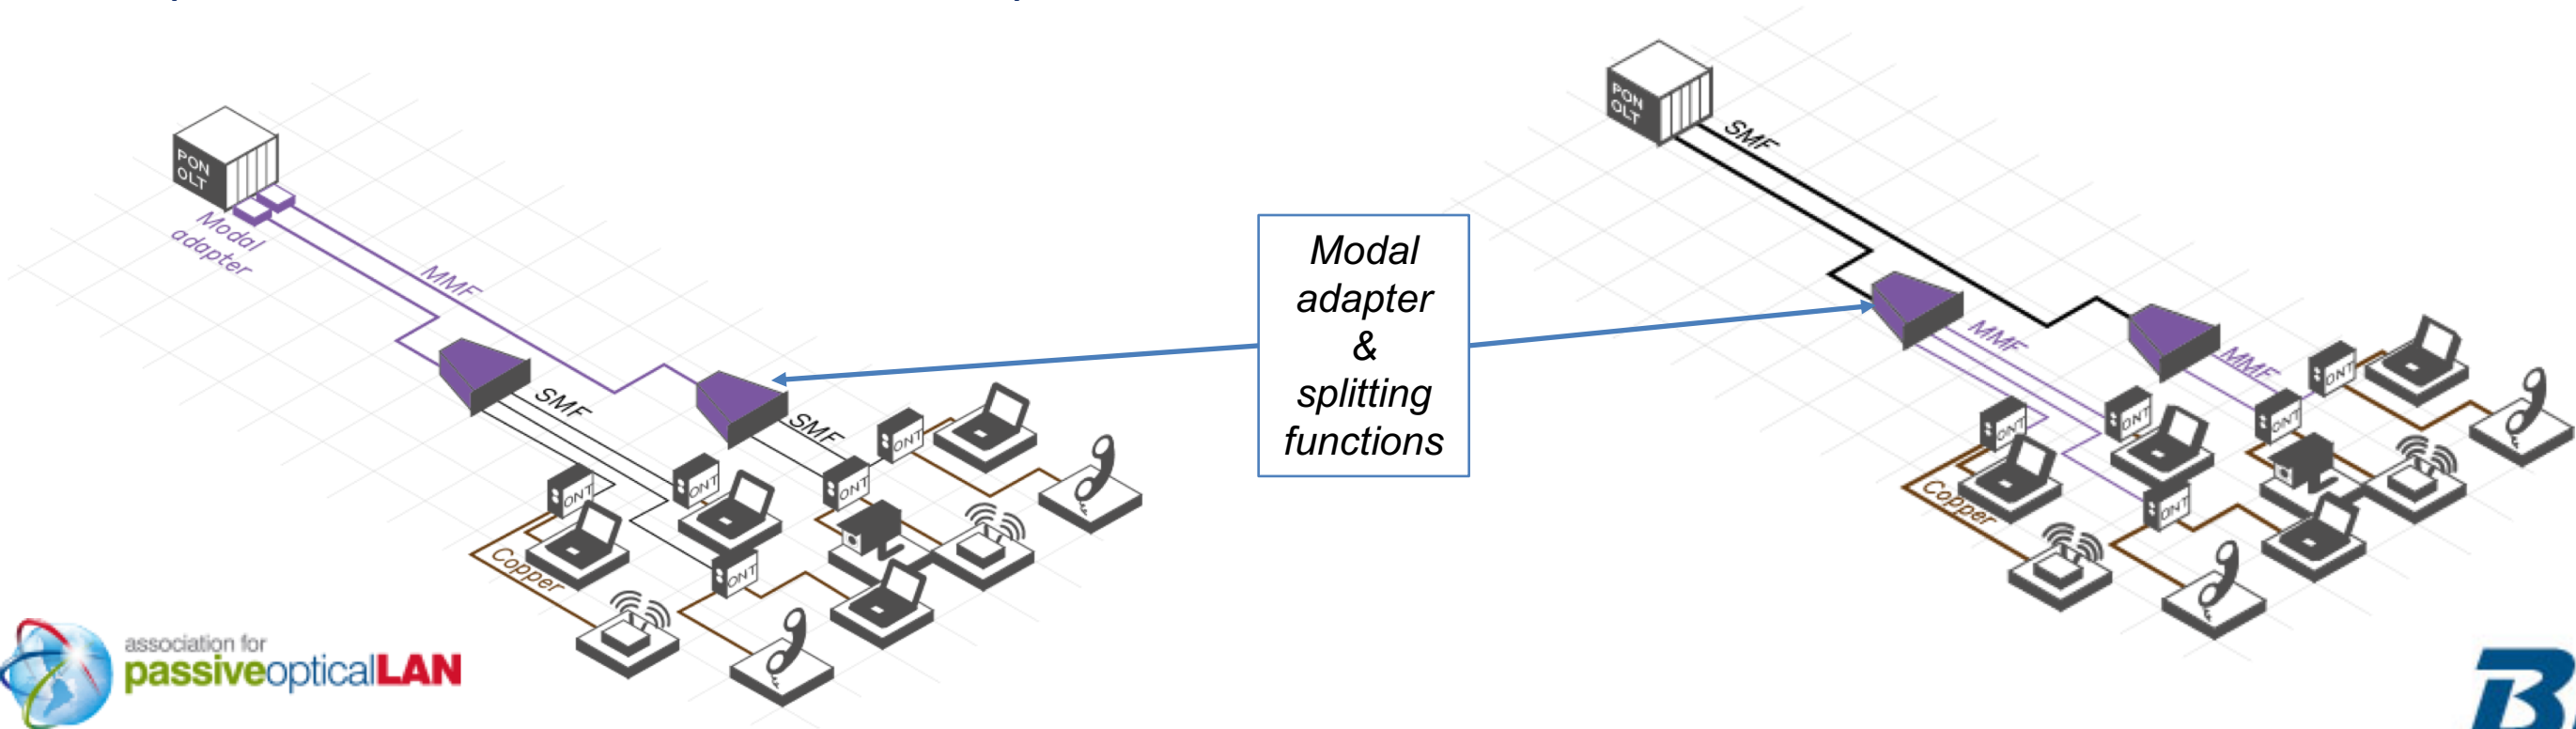 PON
OLT
Modal
adapter
MMF
SMF
SMF
ONT
ONT
ONT
ONT
ONT
Copper
Modal
adapter
&
splitting
functions
PON
OLT
SMF
MMF
MMF
ONT
ONT
ONT
ONT
ONT
Copper
association for
passiveopticalLAN